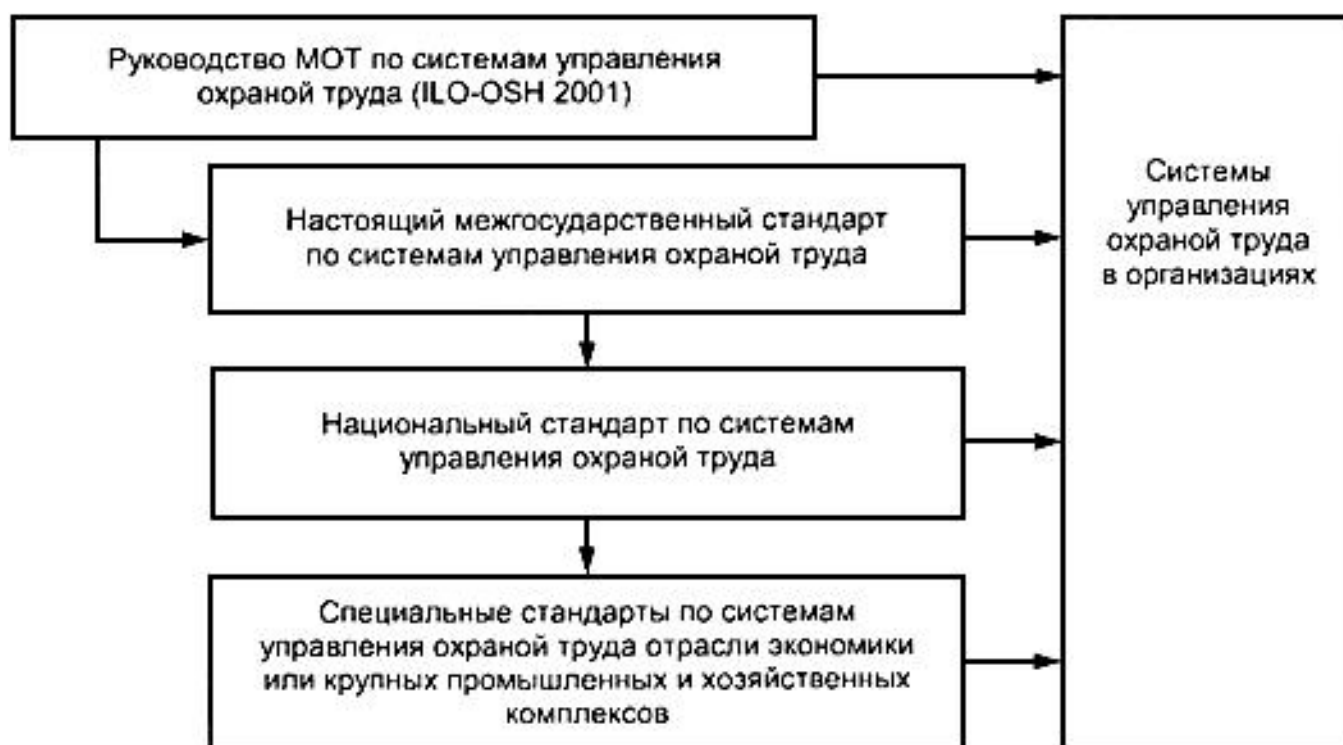 Руководство МОТ по системам управления
охраной труда (ILO-OSH 2001)
Настоящий межгосударственный стандарт
по системам управления охраной труда
Национальный стандарт по системам
управления охраной труда
Специальные стандарты по системам
управления охраной труда отрасли экономики
или крупных промышленных и хозяйственных
комплексов
Системы
управления
охраной труда
в организациях